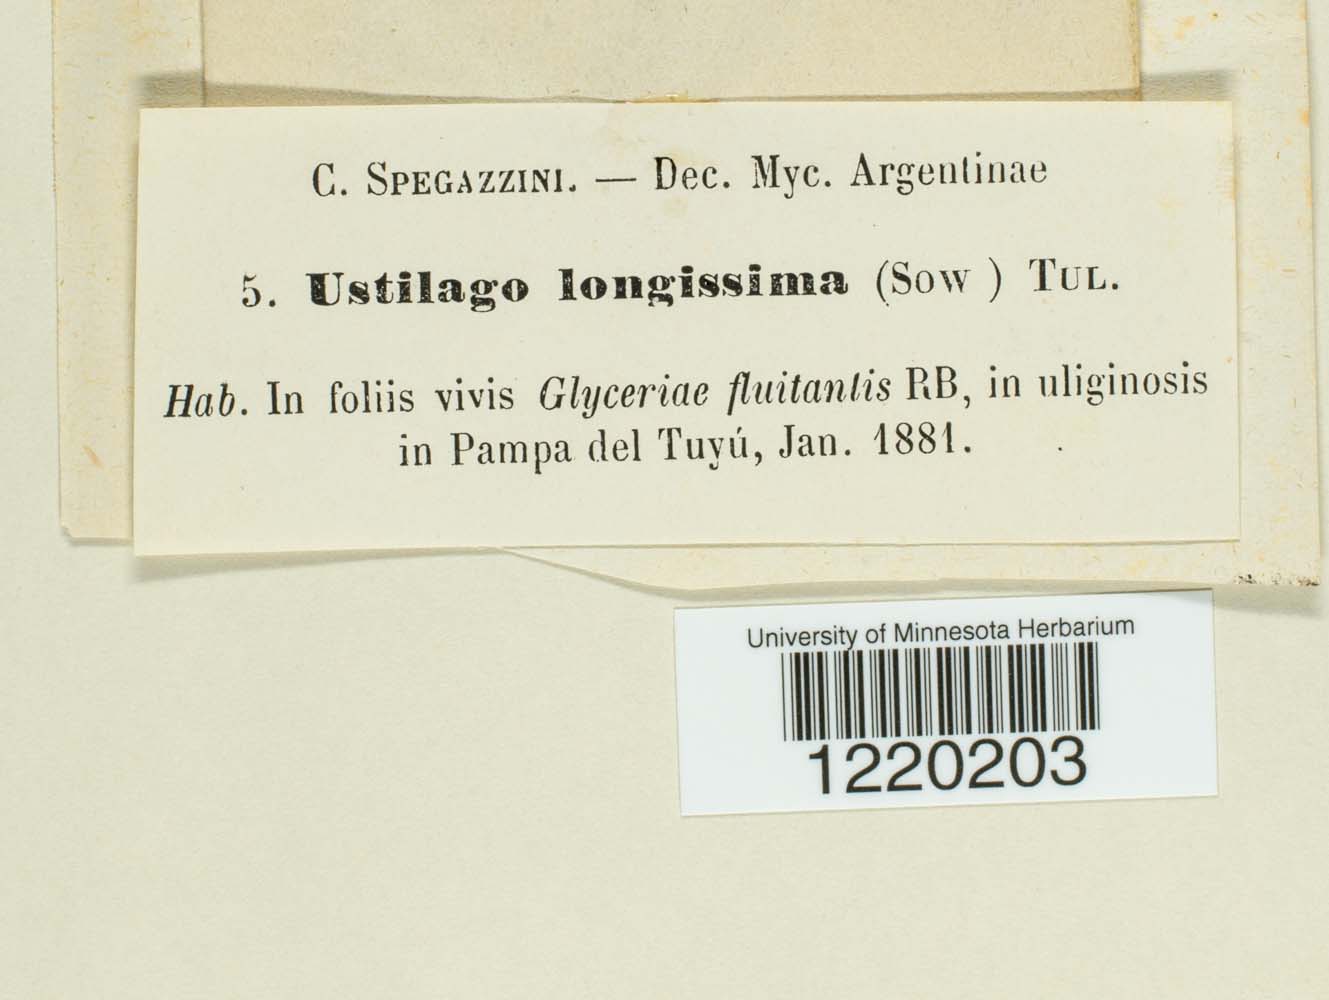 C. SPEGAZZINI. — Dec. Myc. Argentinae
5. Ustilago longissima (Sow ) TUL.
Hab. In foliis vivis Glyceriae fluitantis RB, in uliginosis
in Pampa del Tuyú, Jan. 1881.
University of Minnesota Herbarium
1220203